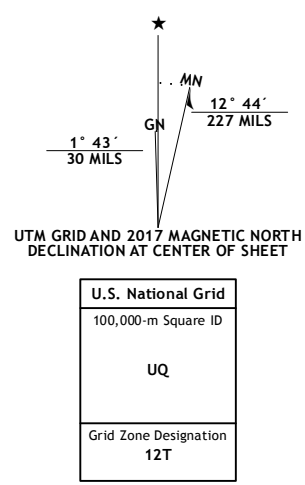 ★
MN
12° 44´
227 MILS
GN
1° 43´
30 MILS
UTM GRID AND 2017 MAGNETIC NORTH
DECLINATION AT CENTER OF SHEET
U.S. National Grid
100,000-m Square ID
UQ
Grid Zone Designation
12T